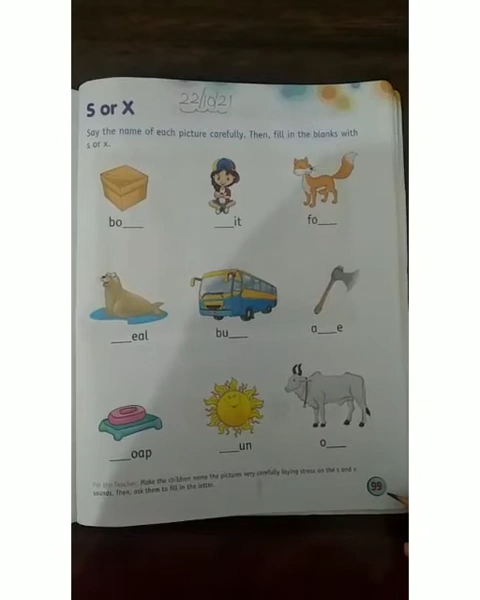 s or x
22/10/21
Say the name of each picture carefully. Then, fill in the blanks with
s or x.
bo___
___it
fo___
___eal
bu___
a___e
___oap
___un
o___
For the Teacher: Make the children name the pictures very carefully laying stress on the s and x
sounds. Then, ask them to fill in the letter.
99